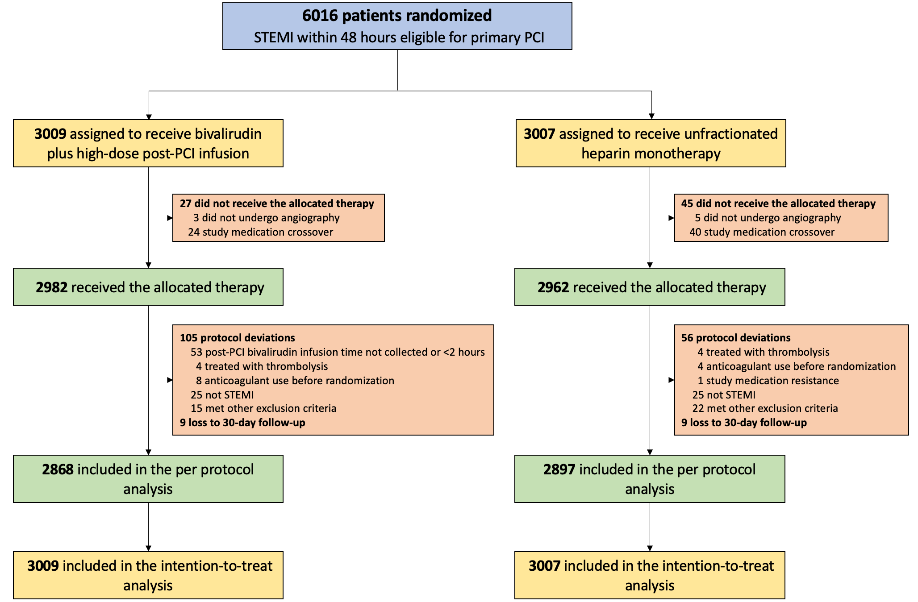 6016 patients randomized
STEMI within 48 hours eligible for primary PCI
3009 assigned to receive bivalirudin
plus high-dose post-PCI infusion
3007 assigned to receive unfractionated
heparin monotherapy
27 did not receive the allocated therapy
3 did not undergo angiography
24 study medication crossover
45 did not receive the allocated therapy
5 did not undergo angiography
40 study medication crossover
2982 received the allocated therapy
2962 received the allocated therapy
105 protocol deviations
53 post-PCI bivalirudin infusion time not collected or <2 hours
4 treated with thrombolysis
8 anticoagulant use before randomization
25 not STEMI
15 met other exclusion criteria
9 loss to 30-day follow-up
56 protocol deviations
4 treated with thrombolysis
4 anticoagulant use before randomization
1 study medication resistance
25 not STEMI
22 met other exclusion criteria
9 loss to 30-day follow-up
2868 included in the per protocol
analysis
2897 included in the per protocol
analysis
3009 included in the intention-to-treat
analysis
3007 included in the intention-to-treat
analysis